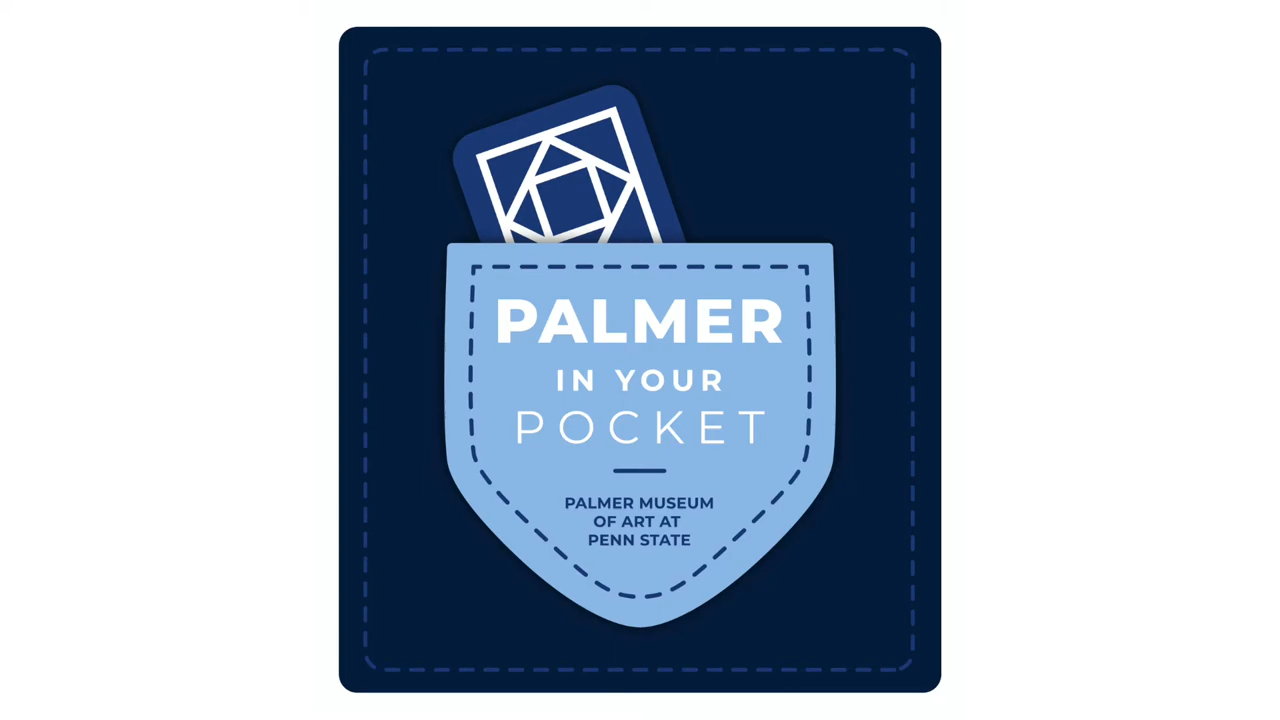 PALMER
IN YOUR
POCKET
PALMER MUSEUM
OF ART AT
PENN STATE